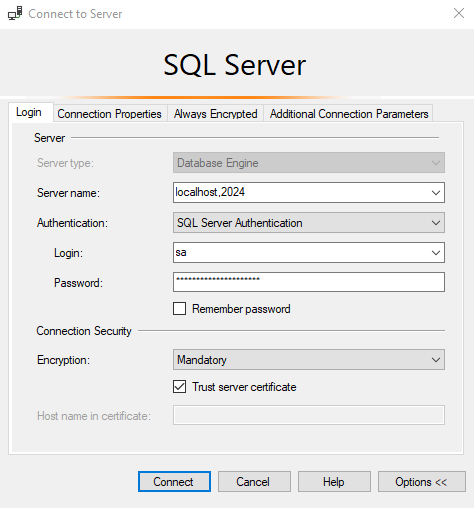 Connect to Server
SQL Server
Login Connection Properties Always Encrypted Additional Connection Parameters
Server
Server type: Database Engine
Server name: localhost,2024
Authentication: SQL Server Authentication
Login: sa
Password: *********************
Remember password
Connection Security
Encryption: Mandatory
Trust server certificate
Host name in certificate:
Connect Cancel Help Options <<